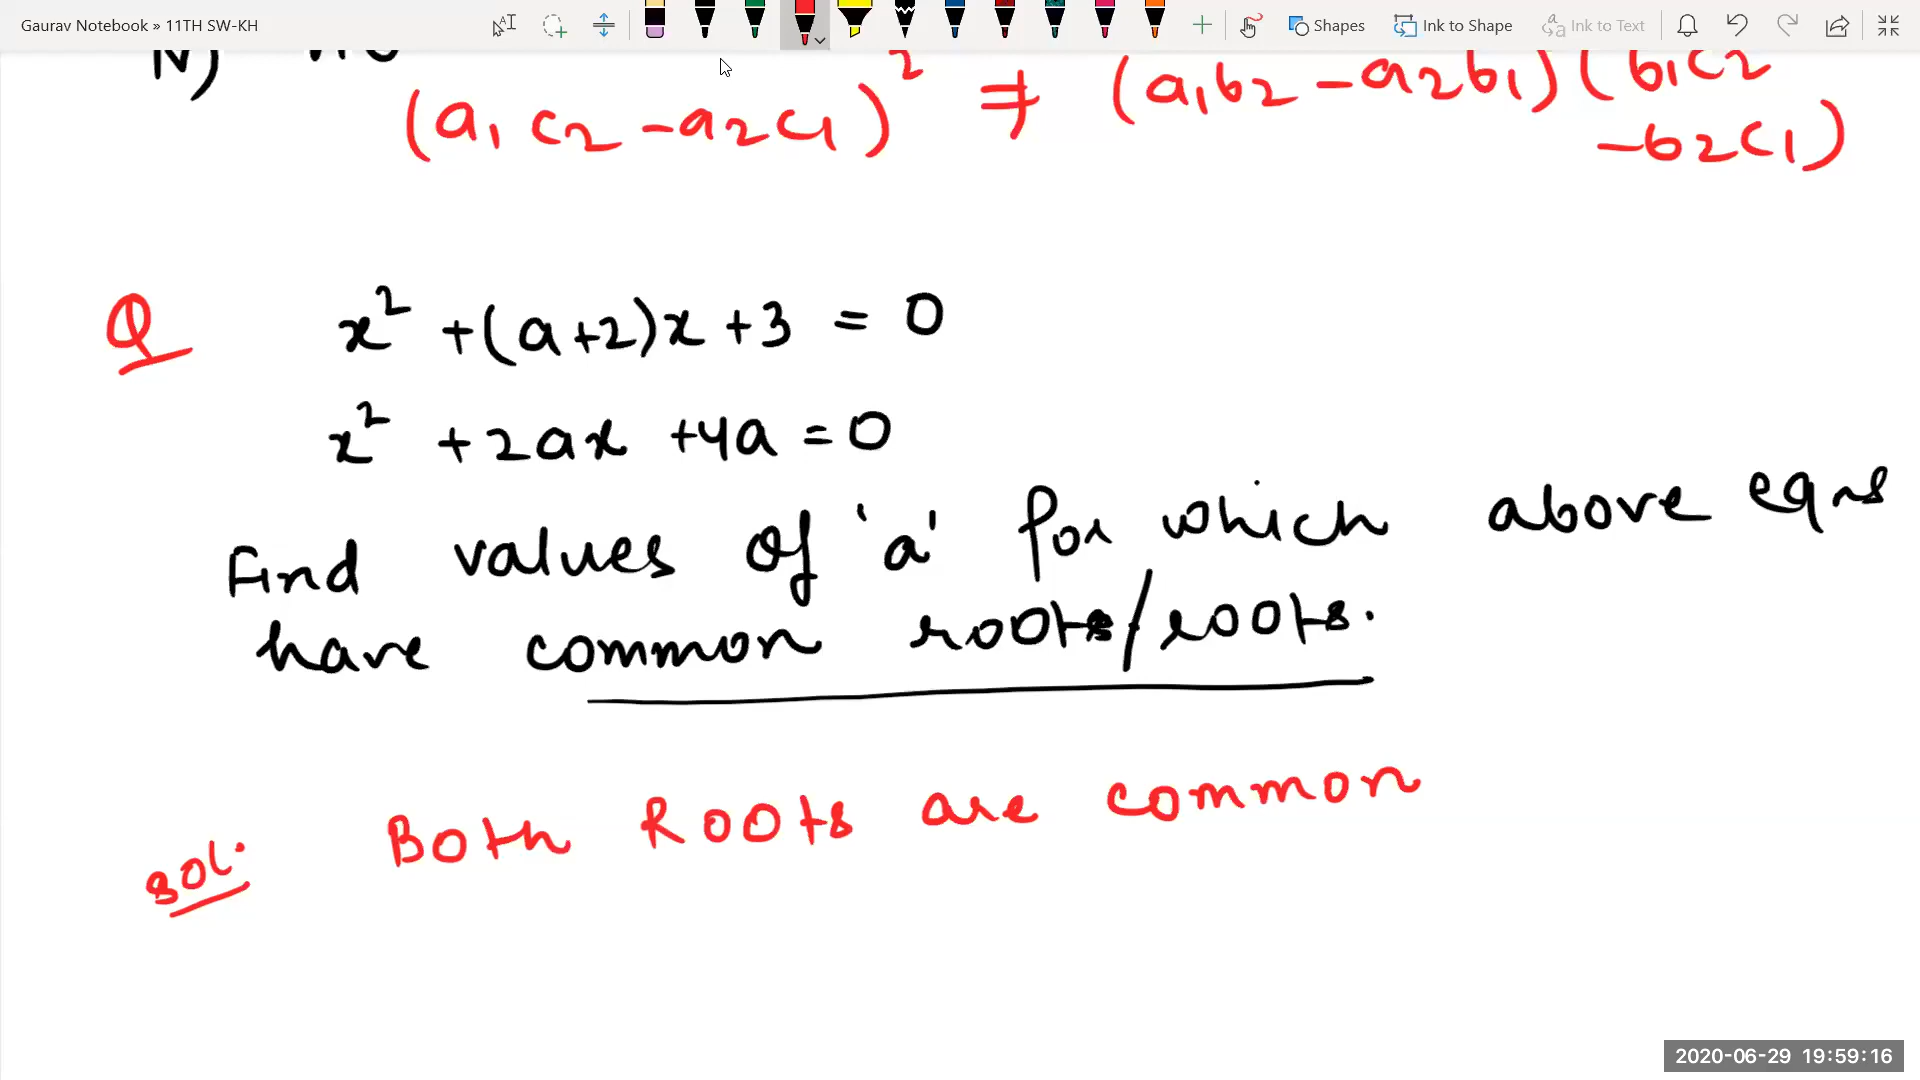 Gaurav Notebook » 11TH SW-KH
Shapes Ink to Shape Ink to Text
(a₁c₂ - a₂c₁)² ≠ (a₁b₂ - a₂b₁)(b₁c₂
- b₂c₁)
Q x² + (a+2)x + 3 = 0
x² + 2ax + 4a = 0
Find values of 'a' for which above eqns
have common roots/roots.
Sol. Both Roots are common
2020-06-29 19:59:16